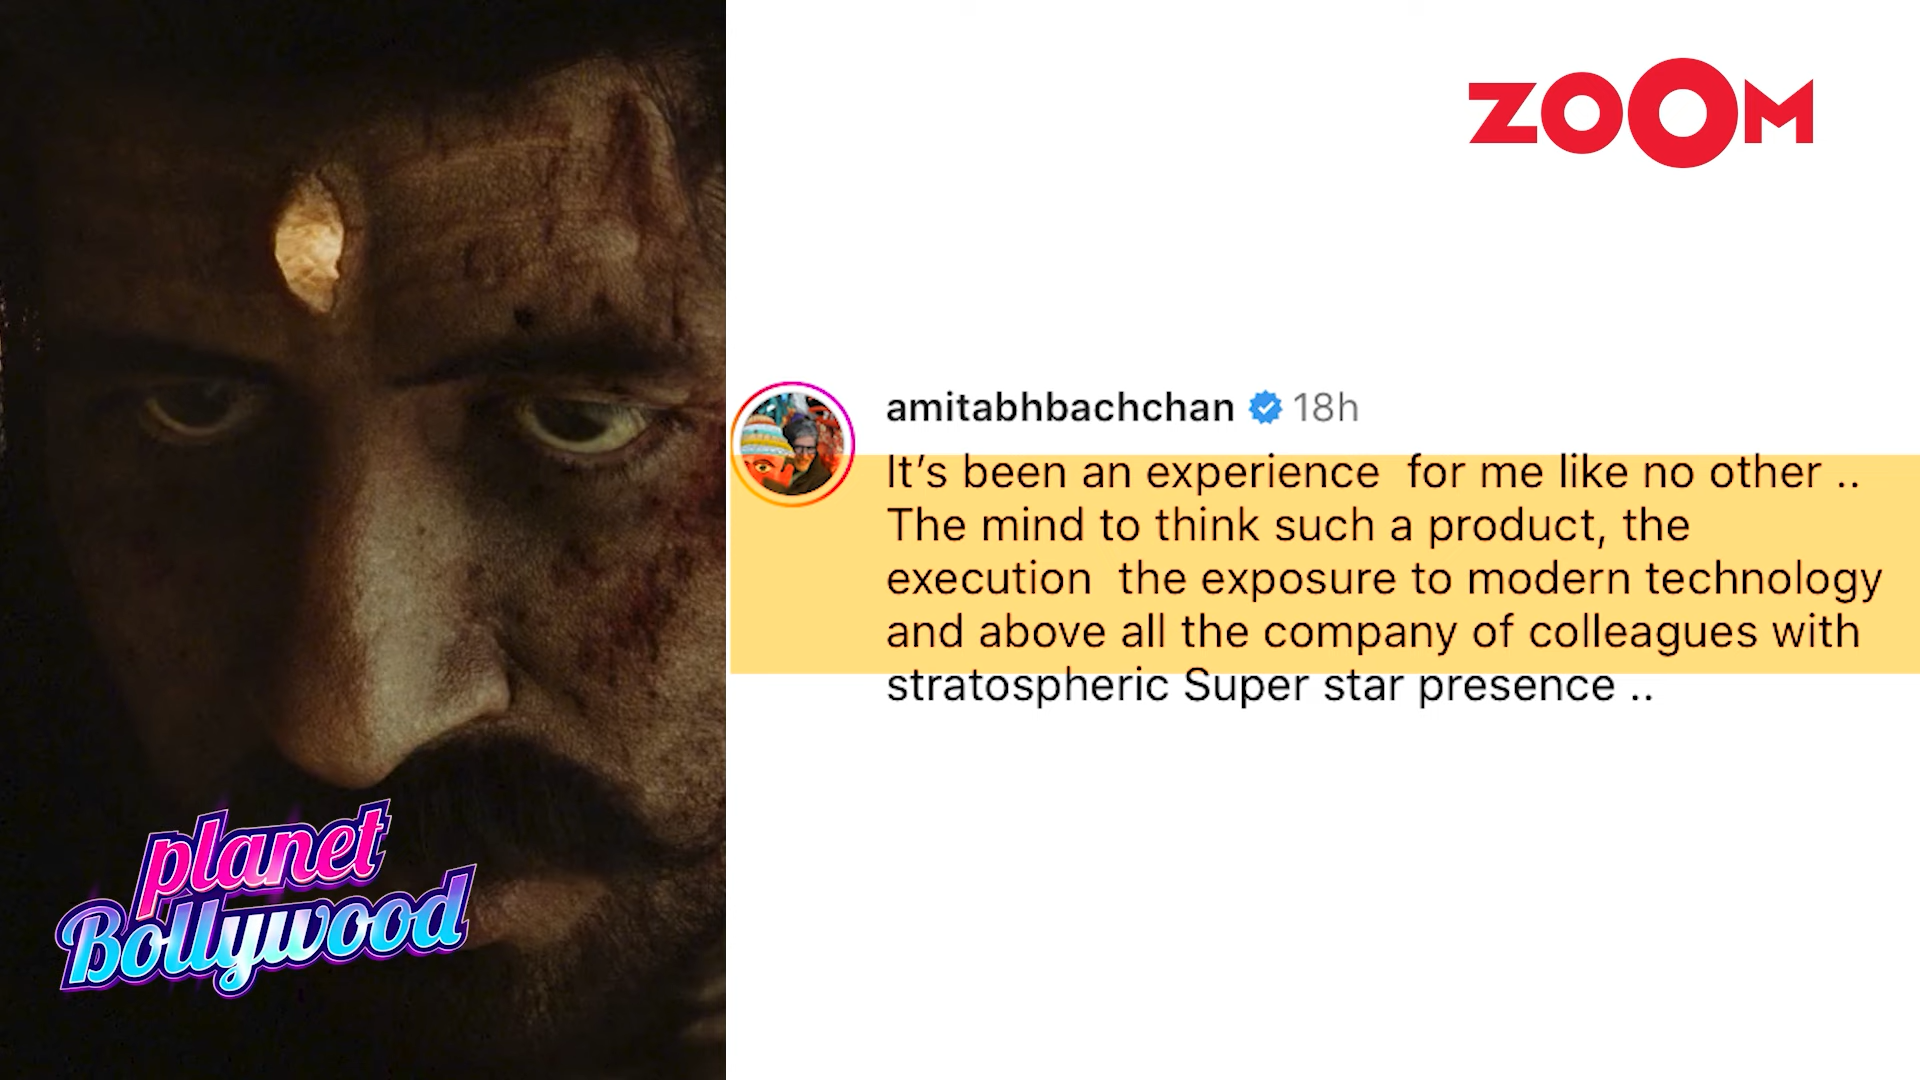 ZOOM
amitabhbachchan 18h
It’s been an experience  for me like no other ..
The mind to think such a product, the
execution  the exposure to modern technology
and above all the company of colleagues with
stratospheric Super star presence ..
planet
Bollywood